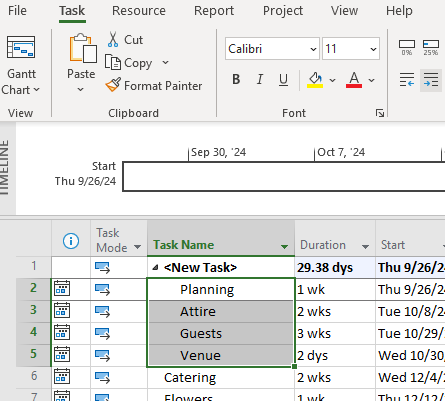 File Task Resource Report Project View Help
Gantt Chart
View
Paste
Cut
Copy
Format Painter
Clipboard
Calibri 11
B I U A
Font
0% 25%
TIMELINE
Start
Thu 9/26/24
Sep 30, '24 Oct 7, '24
Task Mode Task Name Duration Start
1 <New Task> 29.38 dys Thu 9/26/2
2 Planning 1 wk Thu 9/26/2
3 Attire 2 wks Tue 10/8/2
4 Guests 3 wks Tue 10/29/
5 Venue 2 dys Wed 10/30,
6 Catering 2 wks Wed 12/4/
Flowers 1 wk Thu 12/12/